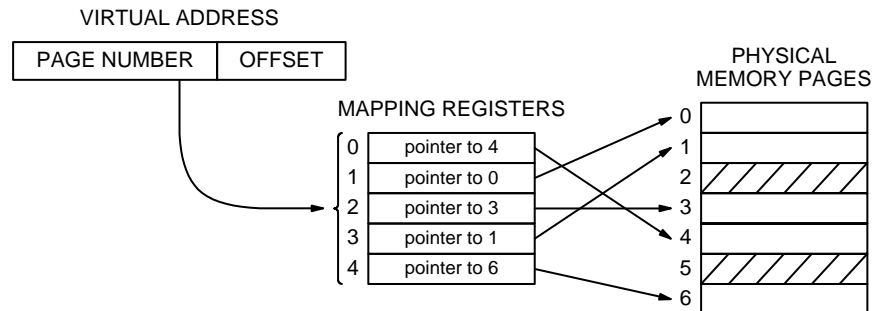 VIRTUAL ADDRESS
PAGE NUMBER OFFSET
MAPPING REGISTERS
0 pointer to 4
1 pointer to 0
2 pointer to 3
3 pointer to 1
4 pointer to 6
PHYSICAL
MEMORY PAGES
0
1
2
3
4
5
6